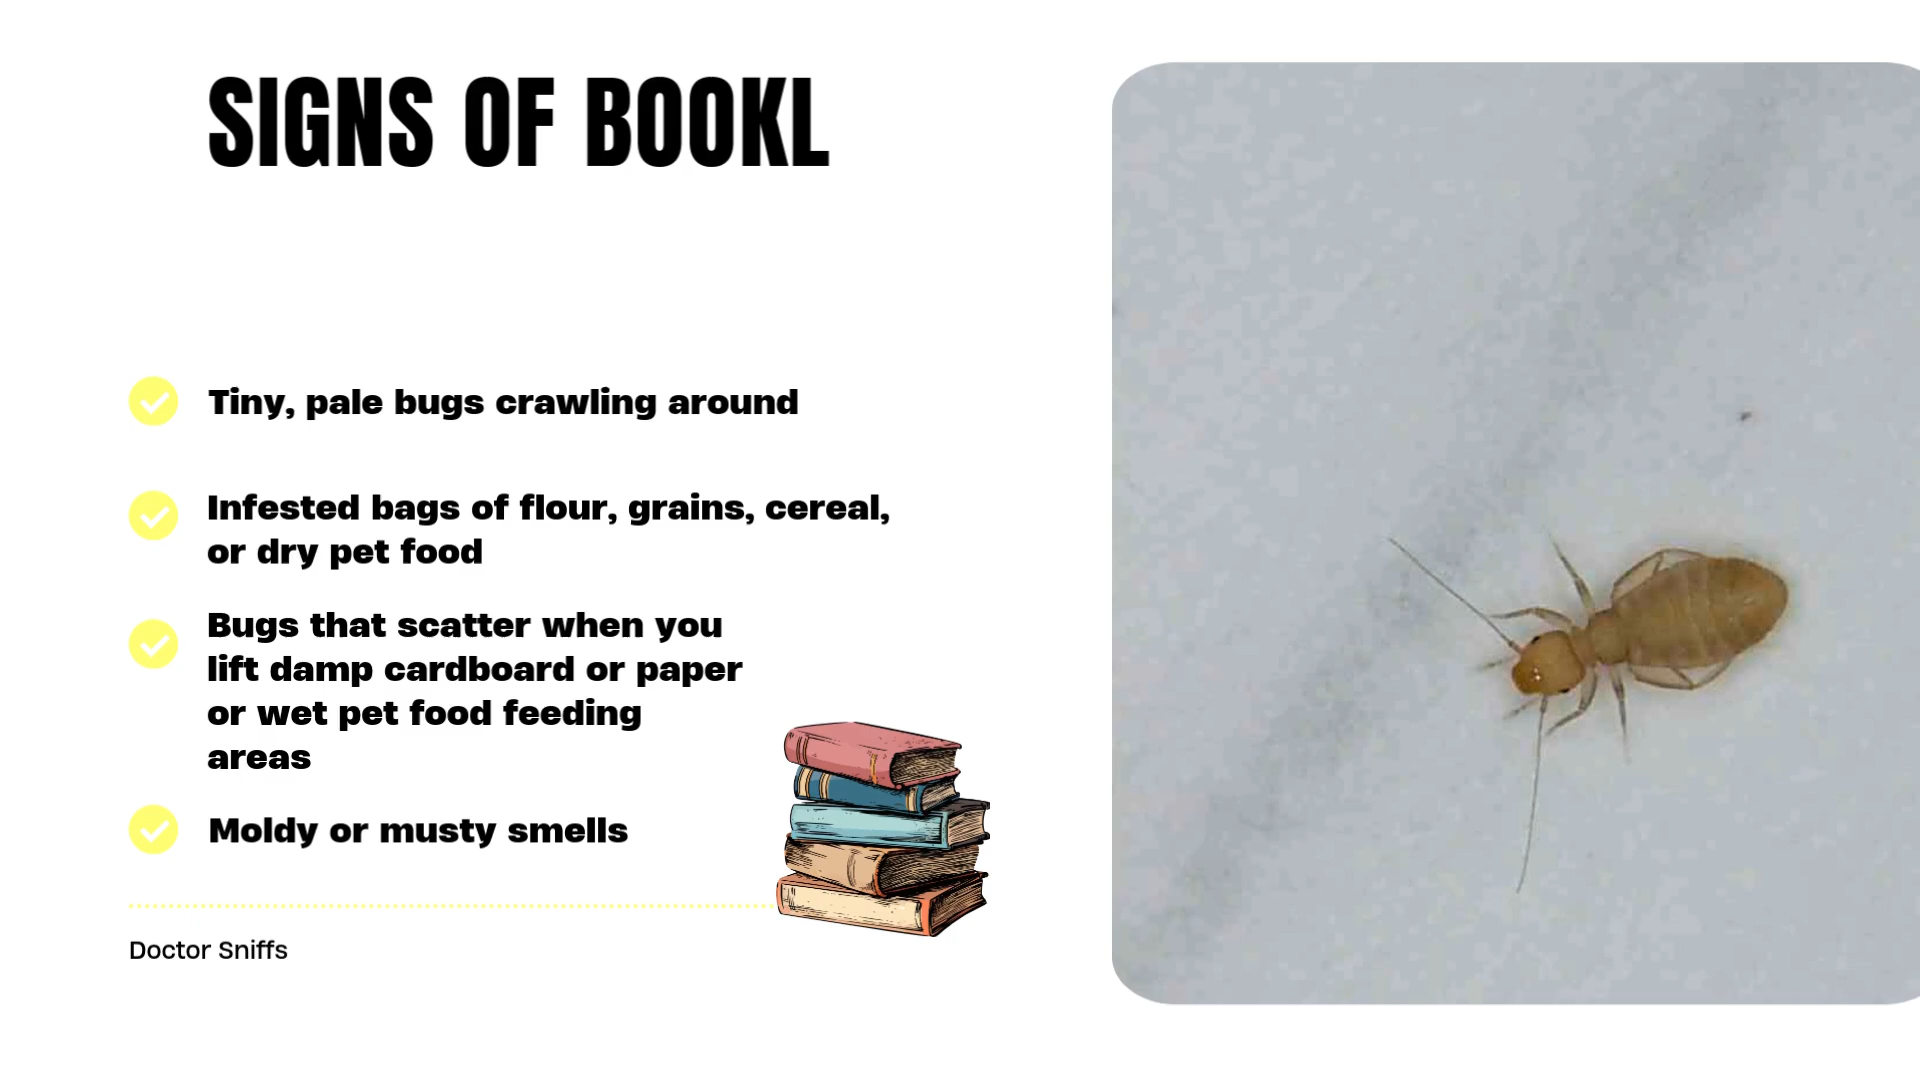 SIGNS OF BOOKL
Tiny, pale bugs crawling around
Infested bags of flour, grains, cereal,
or dry pet food
Bugs that scatter when you
lift damp cardboard or paper
or wet pet food feeding
areas
Moldy or musty smells
Doctor Sniffs